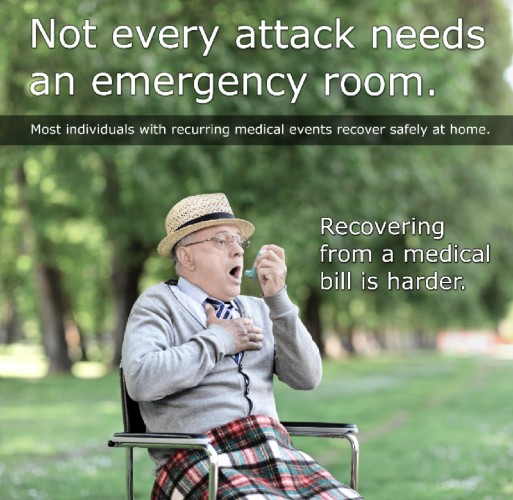 Not every attack needs
an emergency room.
Most individuals with recurring medical events recover safely at home.
Recovering
from a medical
bill is harder.